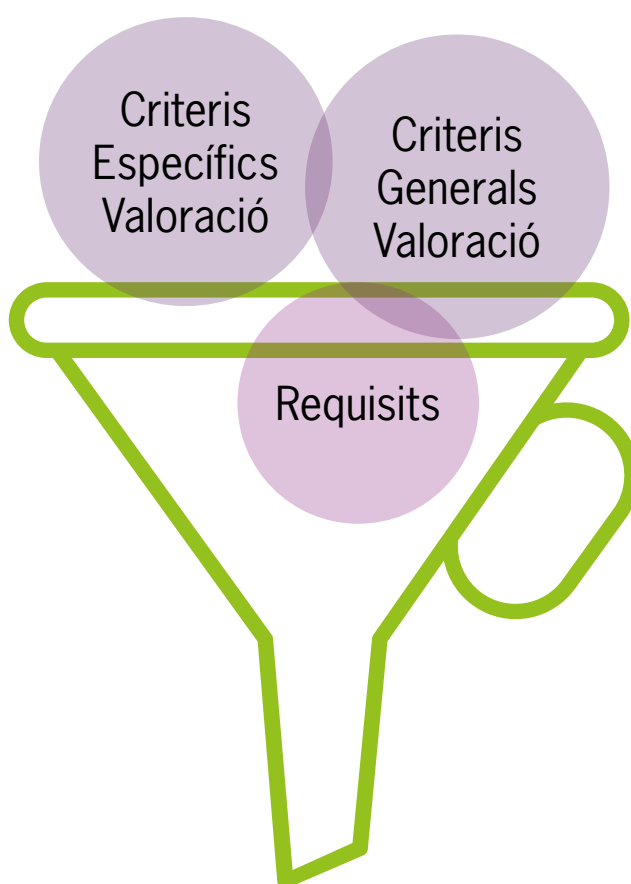 Criteris
Específics
Valoració
Criteris
Generals
Valoració
Requisits